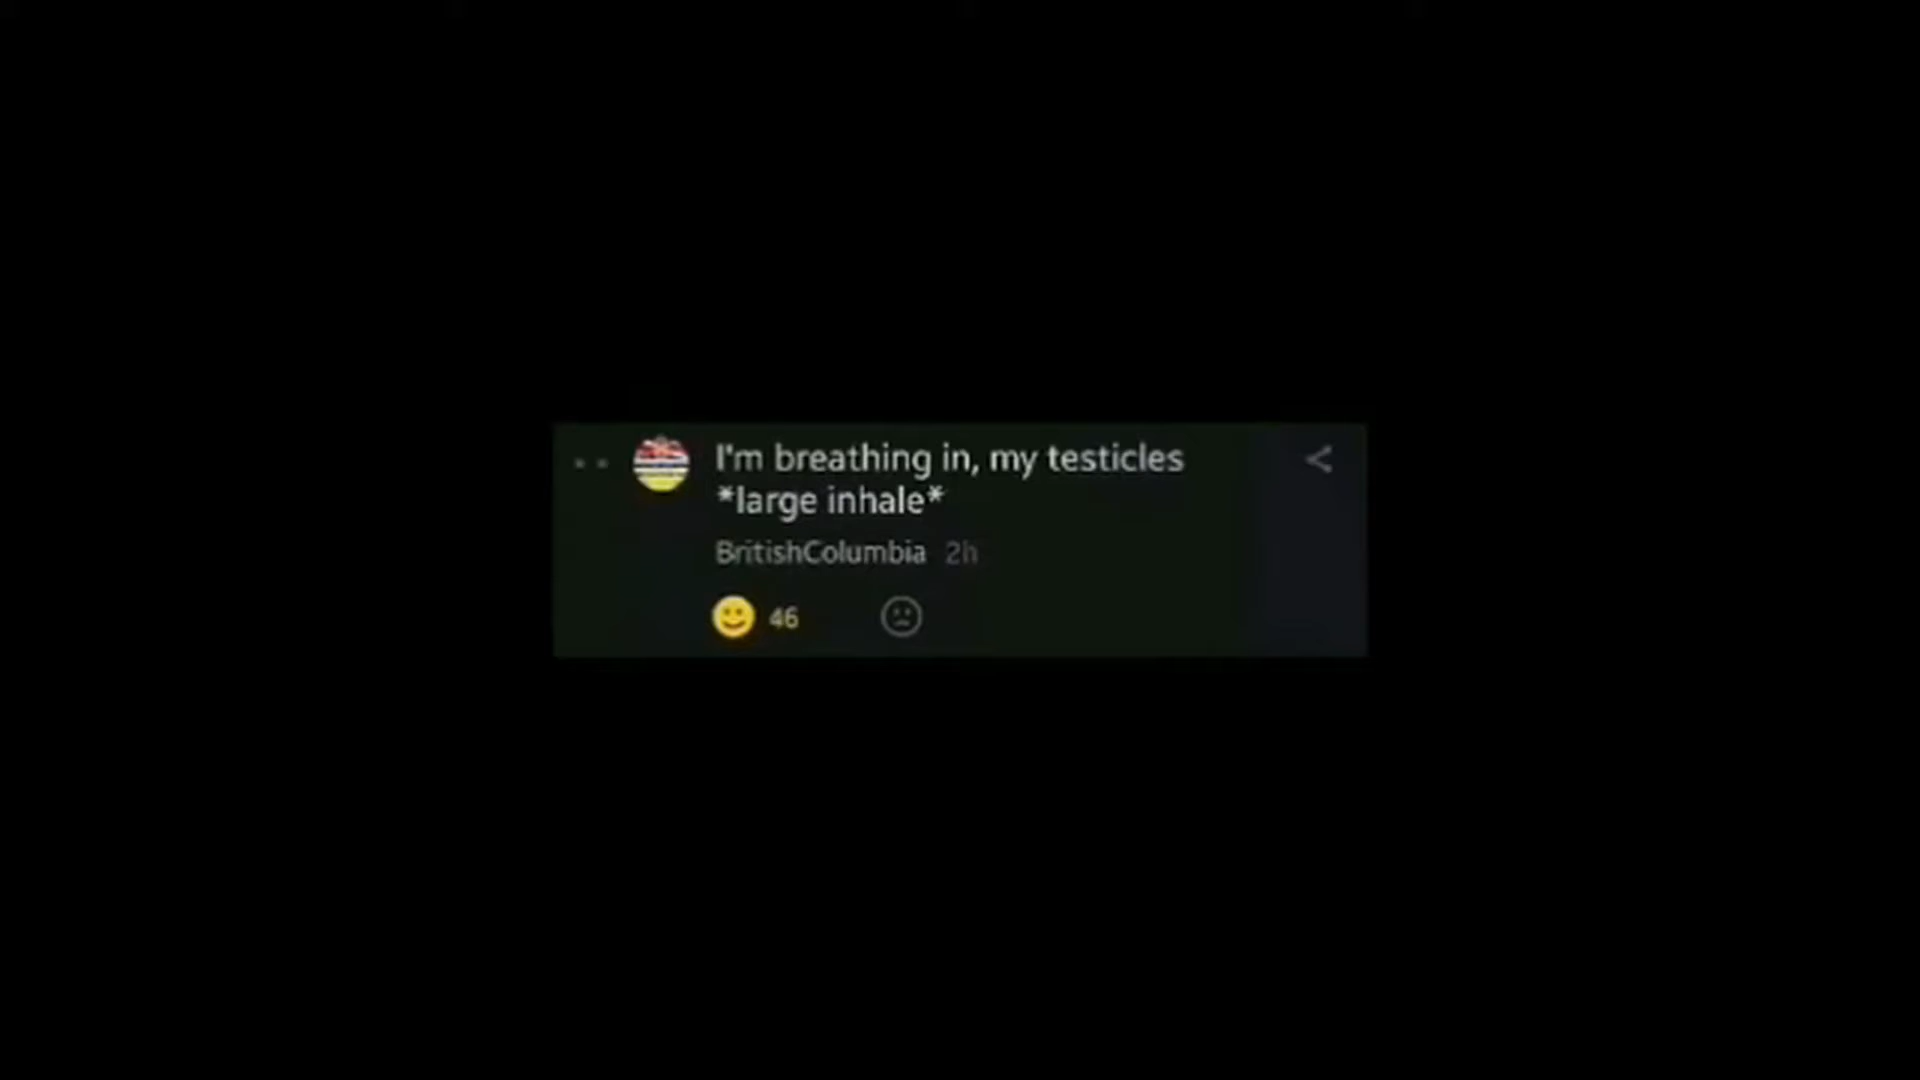 I'm breathing in, my testicles
*large inhale*
BritishColumbia 2h
46